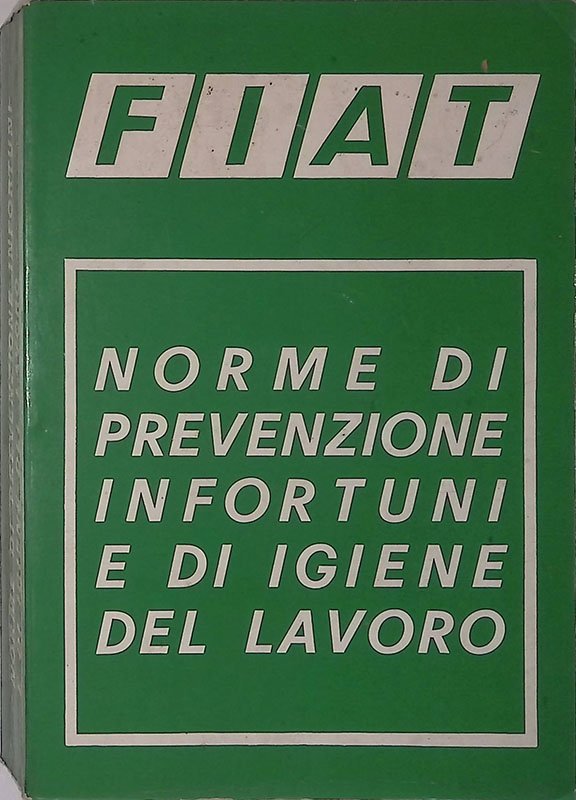 FIAT
NORME DI
PREVENZIONE
INFORTUNI
E DI IGIENE
DEL LAVORO